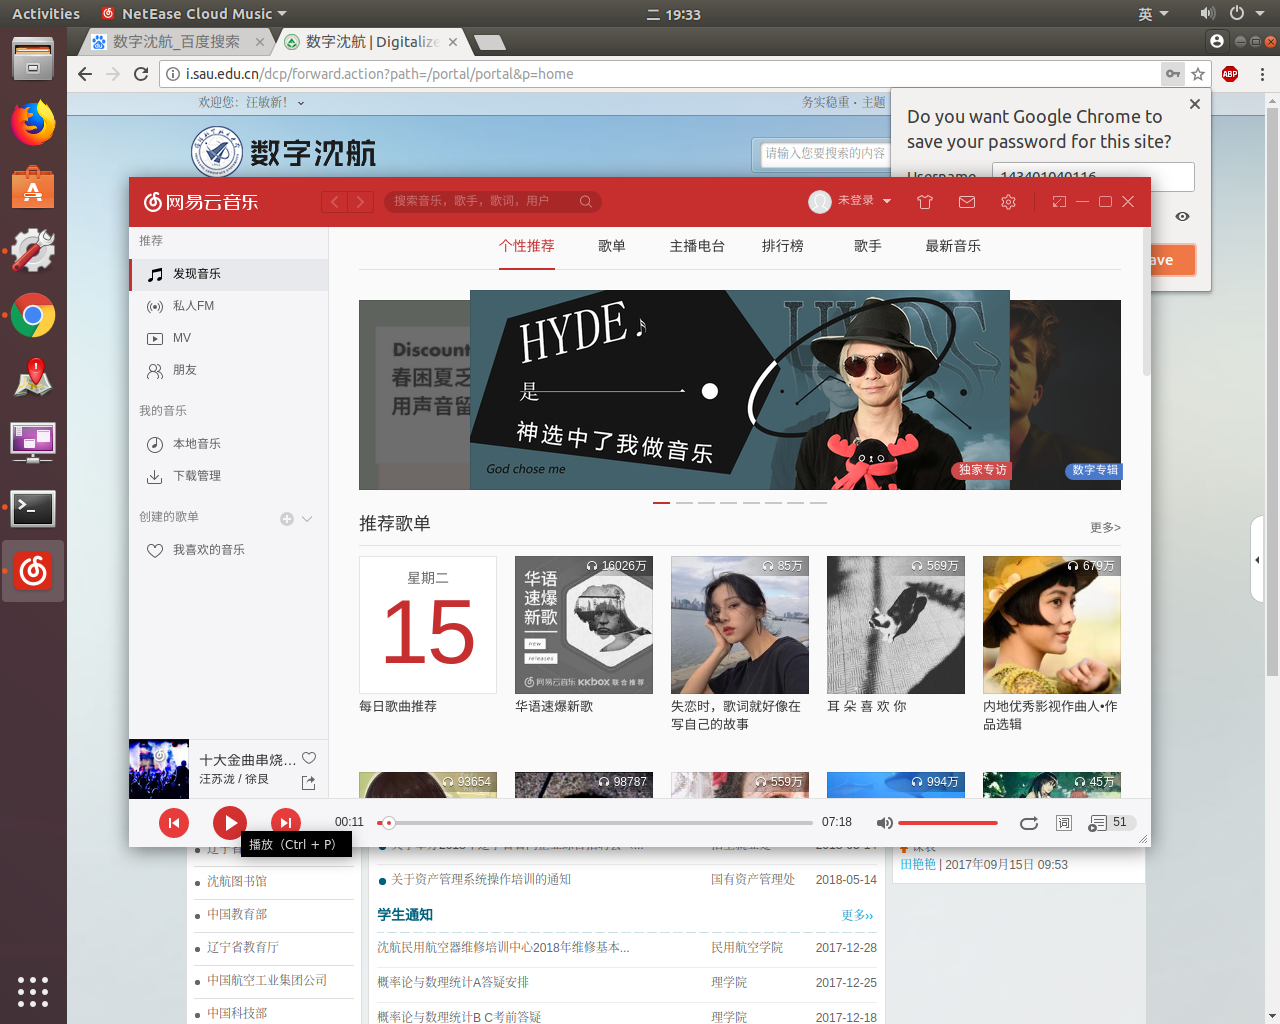 Activities
NetEase Cloud Music
二 19:33
英
数字沈航_百度搜索
数字沈航 | Digitalize
i.sau.edu.cn/dcp/forward.action?path=/portal/portal&p=home
ABP
欢迎您：汪敏新！
务实稳重 · 主题
数字沈航
请输入您要搜索的内容
Do you want Google Chrome to
save your password for this site?
网易云音乐
搜索音乐，歌手，歌词，用户
未登录
推荐
发现音乐
私人FM
MV
朋友
我的音乐
本地音乐
下载管理
创建的歌单
我喜欢的音乐
个性推荐
歌单
主播电台
排行榜
歌手
最新音乐
Discount
春困夏乏
用声音留
HYDE
是
神选中了我做音乐
God chose me
独家专访
数字专辑
推荐歌单
更多>
星期二
15
每日歌曲推荐
16026万
华语
速爆
新歌
new
releases
网易云音乐 KKBOX 联合推荐
华语速爆新歌
85万
失恋时，歌词就好像在
写自己的故事
569万
耳 朵 喜 欢 你
679万
内地优秀影视作曲人•作
品选辑
93654
98787
559万
994万
45万
十大金曲串烧...
汪苏泷 / 徐良
00:11
07:18
词
51
播放（Ctrl + P）
沈航图书馆
中国教育部
辽宁省教育厅
中国航空工业集团公司
中国科技部
关于资产管理系统操作培训的通知
国有资产管理处
2018-05-14
学生通知
更多››
沈航民用航空器维修培训中心2018年维修基本...
民用航空学院
2017-12-28
概率论与数理统计A答疑安排
理学院
2017-12-25
概率论与数理统计B C考前答疑
理学院
2017-12-18
田艳艳 | 2017年09月15日 09:53